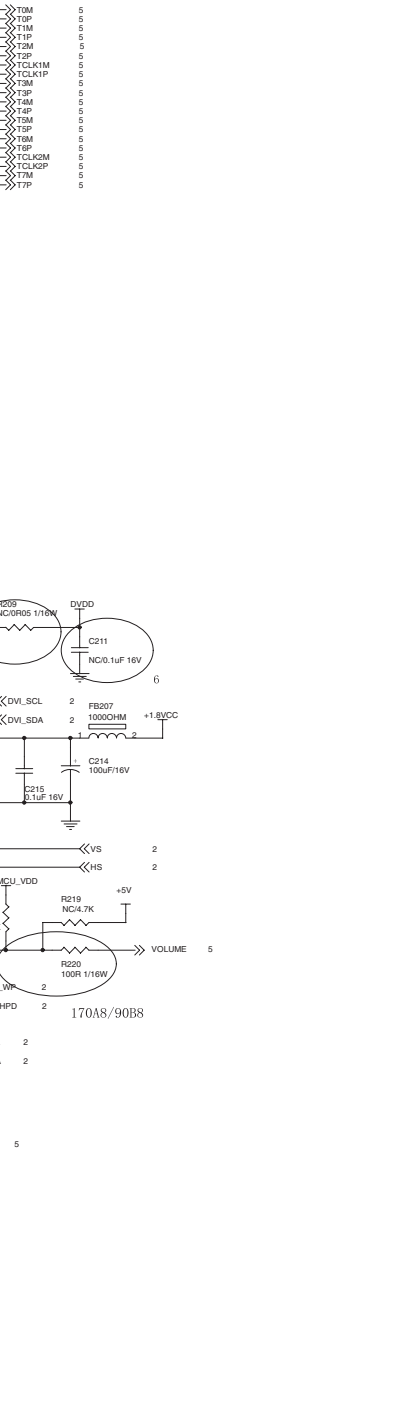 T0M 5
T0P 5
T1M 5
T1P 5
T2M 5
T2P 5
TCLK1M 5
TCLK1P 5
T3M 5
T3P 5
T4M 5
T4P 5
T5M 5
T5P 5
T6M 5
T6P 5
TCLK2M 5
TCLK2P 5
T7M 5
T7P 5
R209
NC/0R05 1/16W
DVDD
C211
NC/0.1uF 16V
6
DVI_SCL 2
DVI_SDA 2
FB207
1000OHM
+1.8VCC
1 2
+
C214
100uF/16V
C215
0.1uF 16V
VS 2
HS 2
MCU_VDD
+5V
R219
NC/4.7K
VOLUME 5
R220
100R 1/16W
_WP 2
HPD 2
170A8/90B8
2
2
5